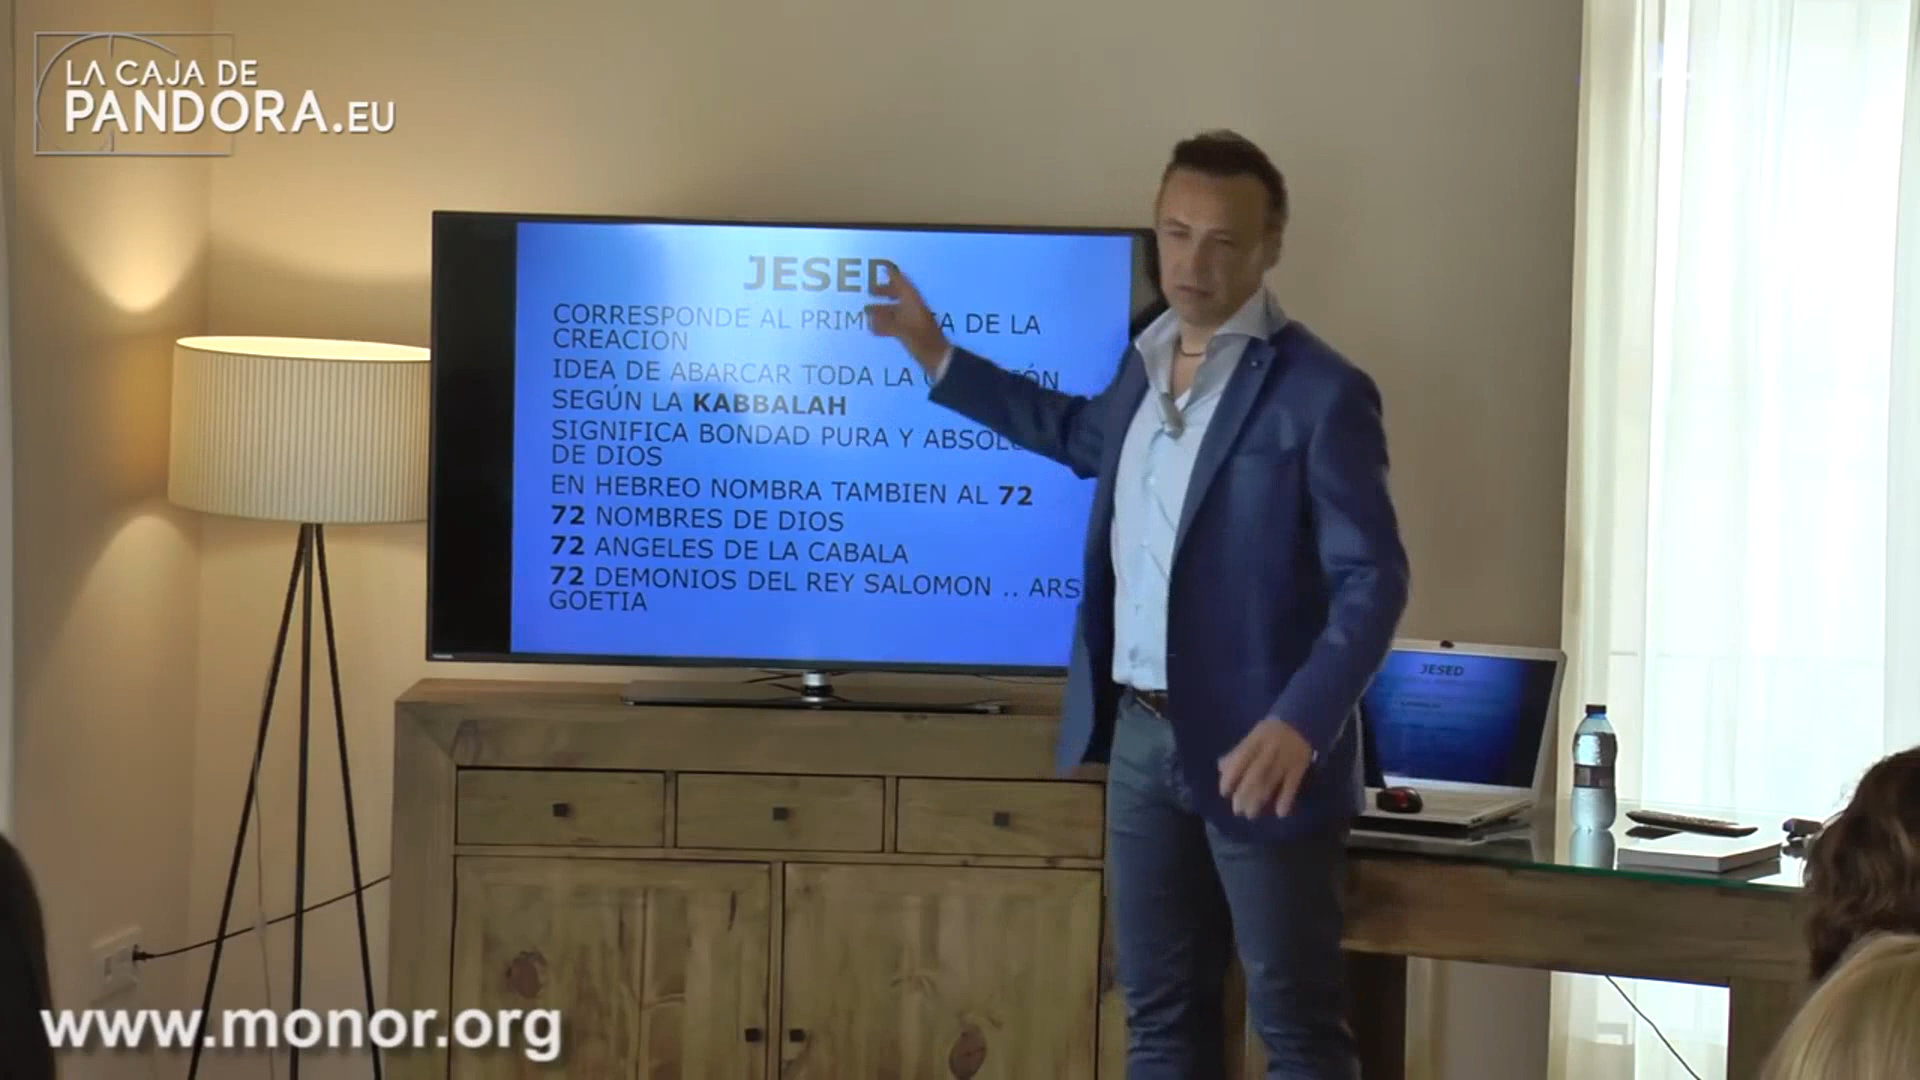 LA CAJA DE
PANDORA.EU
JESED
CORRESPONDE AL DE LA
CREACION
IDEA DE ABARCAR TODA LA
SEGÚN LA KABBALAH
SIGNIFICA BONDAD PURA Y
DE DIOS
EN HEBREO NOMBRA TAMBIEN AL 72
72 NOMBRES DE DIOS
72 ANGELES DE LA CABALA
72 DEMONIOS DEL REY SALOMON .. ARS
GOETIA
JESED
www.monor.org